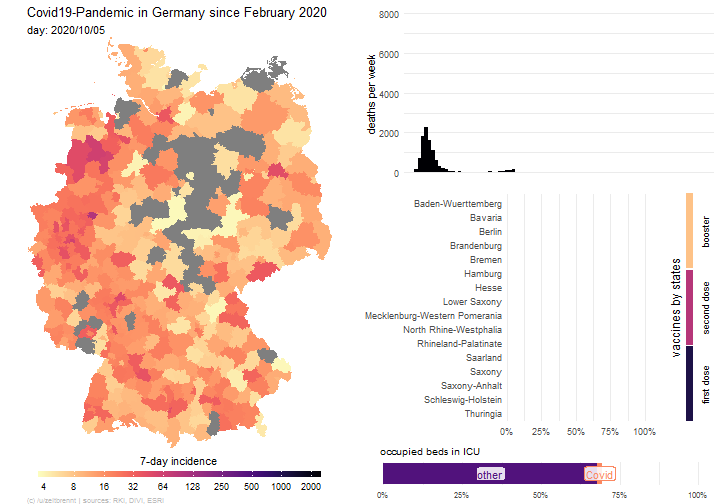 Covid19-Pandemic in Germany since February 2020
day: 2020/10/05
7-day incidence
4 8 16 32 64 125 250 500 1000 2000
(c) /u/zeitbrennt | sources: RKI, DIVI, ESRI
deaths per week
8000
6000
4000
2000
0
Baden-Wuerttemberg
Bavaria
Berlin
Brandenburg
Bremen
Hamburg
Hesse
Lower Saxony
Mecklenburg-Western Pomerania
North Rhine-Westphalia
Rhineland-Palatinate
Saarland
Saxony
Saxony-Anhalt
Schleswig-Holstein
Thuringia
0% 25% 50% 75% 100%
vaccines by states
booster
second dose
first dose
occupied beds in ICU
other Covid
0% 25% 50% 75% 100%